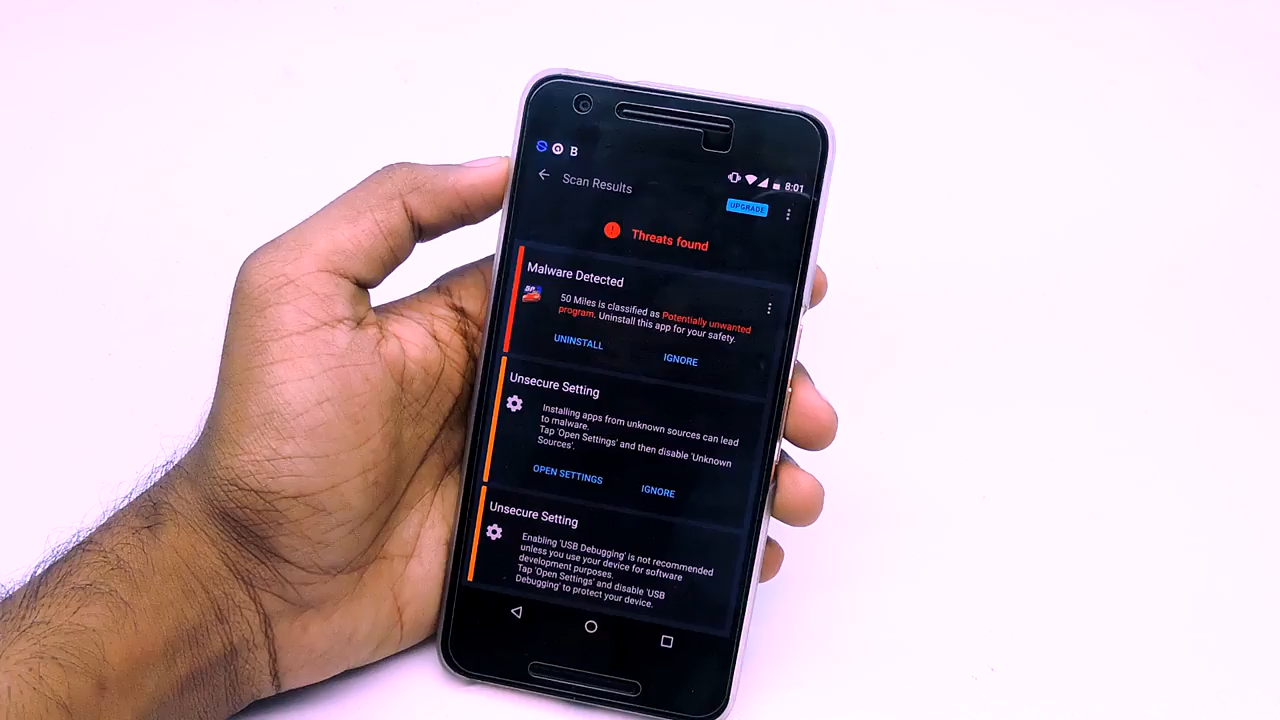 B
8:01
Scan Results
UPGRADE
Threats found
Malware Detected
50 Miles is classified as Potentially unwanted
program. Uninstall this app for your safety.
UNINSTALL IGNORE
Unsecure Setting
Installing apps from unknown sources can lead
to malware.
Tap 'Open Settings' and then disable 'Unknown
Sources'.
OPEN SETTINGS IGNORE
Unsecure Setting
Enabling 'USB Debugging' is not recommended
unless you use your device for software
development purposes.
Tap 'Open Settings' and disable 'USB
Debugging' to protect your device.